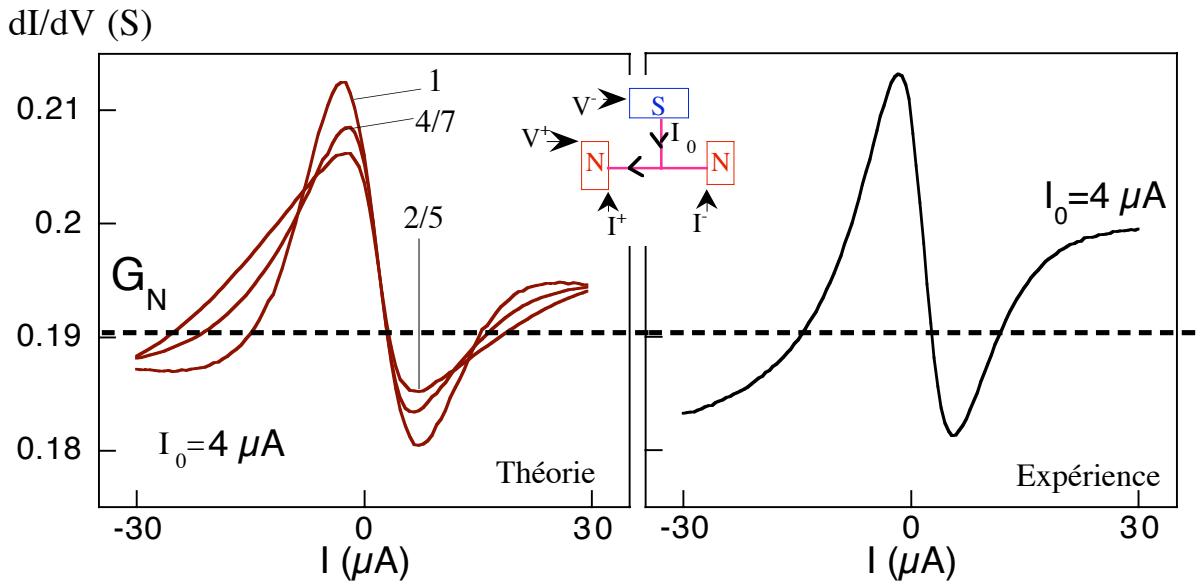 dI/dV (S)
0.21
0.2
0.19
0.18
G_N
1
4/7
2/5
I_0=4 µA
Théorie
-30
0
30
I (µA)
V^-
S
V^+
I_0
N
N
I^+
I^-
I_0=4 µA
Expérience
-30
0
30
I (µA)